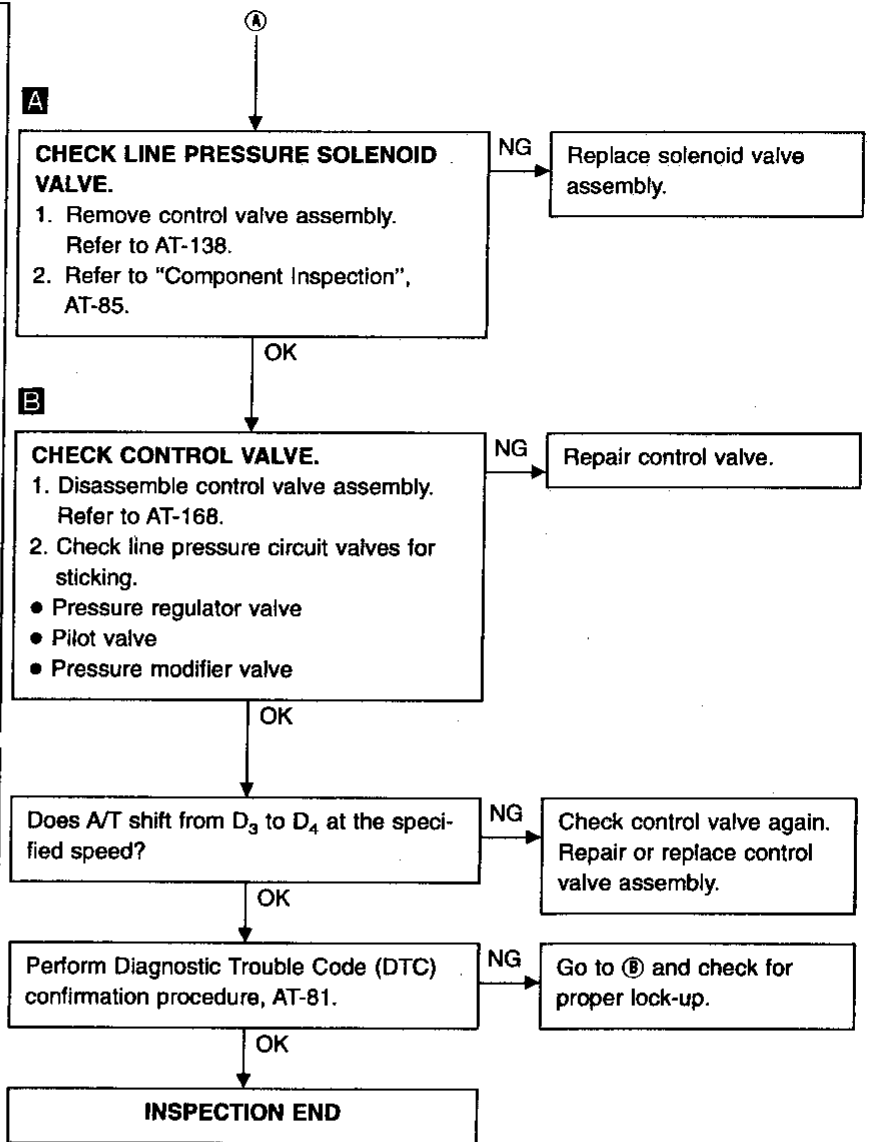 Ⓐ
A
CHECK LINE PRESSURE SOLENOID
VALVE.
1. Remove control valve assembly.
Refer to AT-138.
2. Refer to “Component Inspection”,
AT-85.
NG
Replace solenoid valve
assembly.
OK
B
CHECK CONTROL VALVE.
1. Disassemble control valve assembly.
Refer to AT-168.
2. Check line pressure circuit valves for
sticking.
• Pressure regulator valve
• Pilot valve
• Pressure modifier valve
NG
Repair control valve.
OK
Does A/T shift from D₃ to D₄ at the speci-
fied speed?
NG
Check control valve again.
Repair or replace control
valve assembly.
OK
Perform Diagnostic Trouble Code (DTC)
confirmation procedure, AT-81.
NG
Go to Ⓑ and check for
proper lock-up.
OK
INSPECTION END